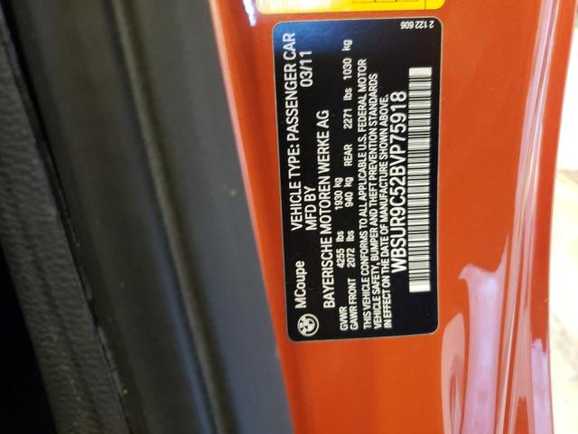 2 122 606
MCoupe VEHICLE TYPE: PASSENGER CAR
MFD BY 03/11
BAYERISCHE MOTOREN WERKE AG
GVWR 4255 lbs 1930 kg
GAWR FRONT 2072 lbs 940 kg REAR 2271 lbs 1030 kg
THIS VEHICLE CONFORMS TO ALL APPLICABLE U.S. FEDERAL MOTOR
VEHICLE SAFETY, BUMPER AND THEFT PREVENTION STANDARDS
IN EFFECT ON THE DATE OF MANUFACTURE SHOWN ABOVE.
WBSUR9C52BVP75918